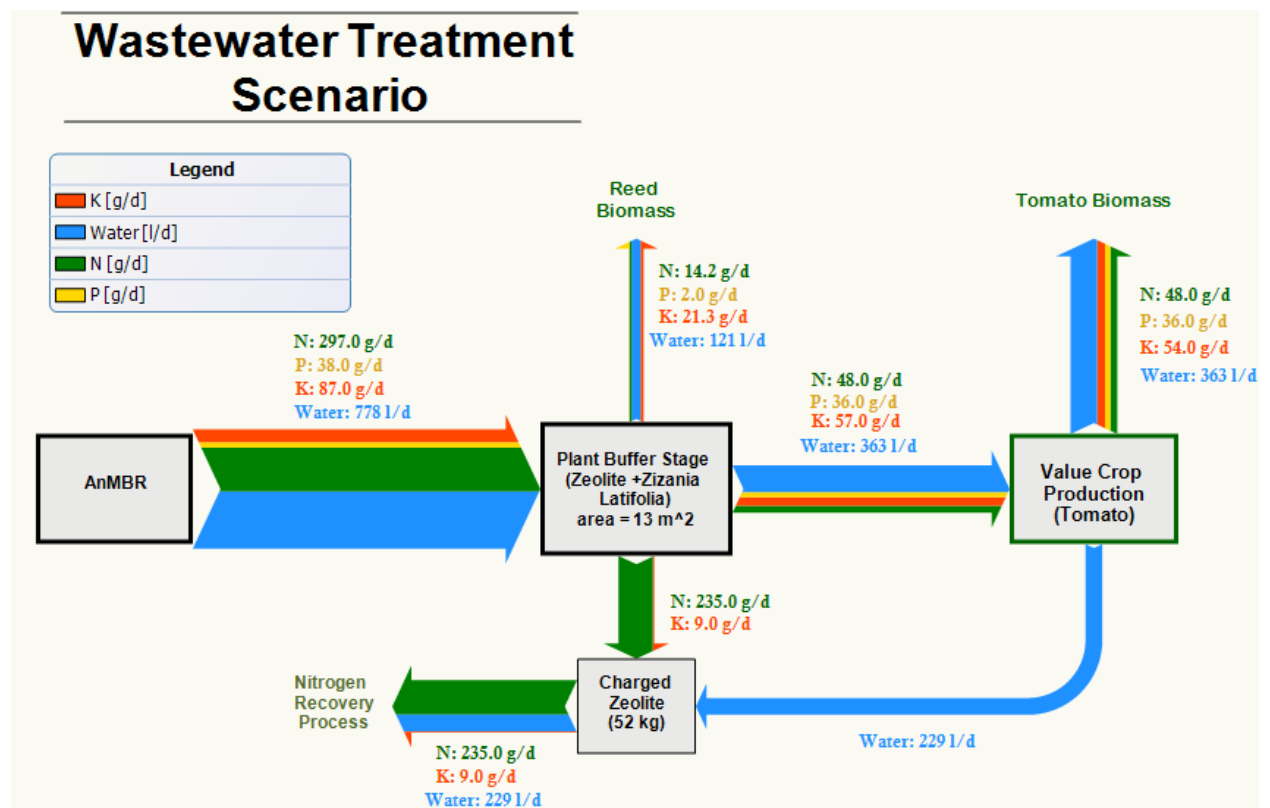 Wastewater Treatment
Scenario
Legend
K [g/d]
Water [l/d]
N [g/d]
P [g/d]
Reed
Biomass
Tomato Biomass
N: 14.2 g/d
P: 2.0 g/d
K: 21.3 g/d
Water: 121 l/d
N: 48.0 g/d
P: 36.0 g/d
K: 54.0 g/d
Water: 363 l/d
N: 297.0 g/d
P: 38.0 g/d
K: 87.0 g/d
Water: 778 l/d
N: 48.0 g/d
P: 36.0 g/d
K: 57.0 g/d
Water: 363 l/d
AnMBR
Plant Buffer Stage
(Zeolite +Zizania
Latifolia)
area = 13 m^2
Value Crop
Production
(Tomato)
N: 235.0 g/d
K: 9.0 g/d
Nitrogen
Recovery
Process
Charged
Zeolite
(52 kg)
Water: 229 l/d
N: 235.0 g/d
K: 9.0 g/d
Water: 229 l/d